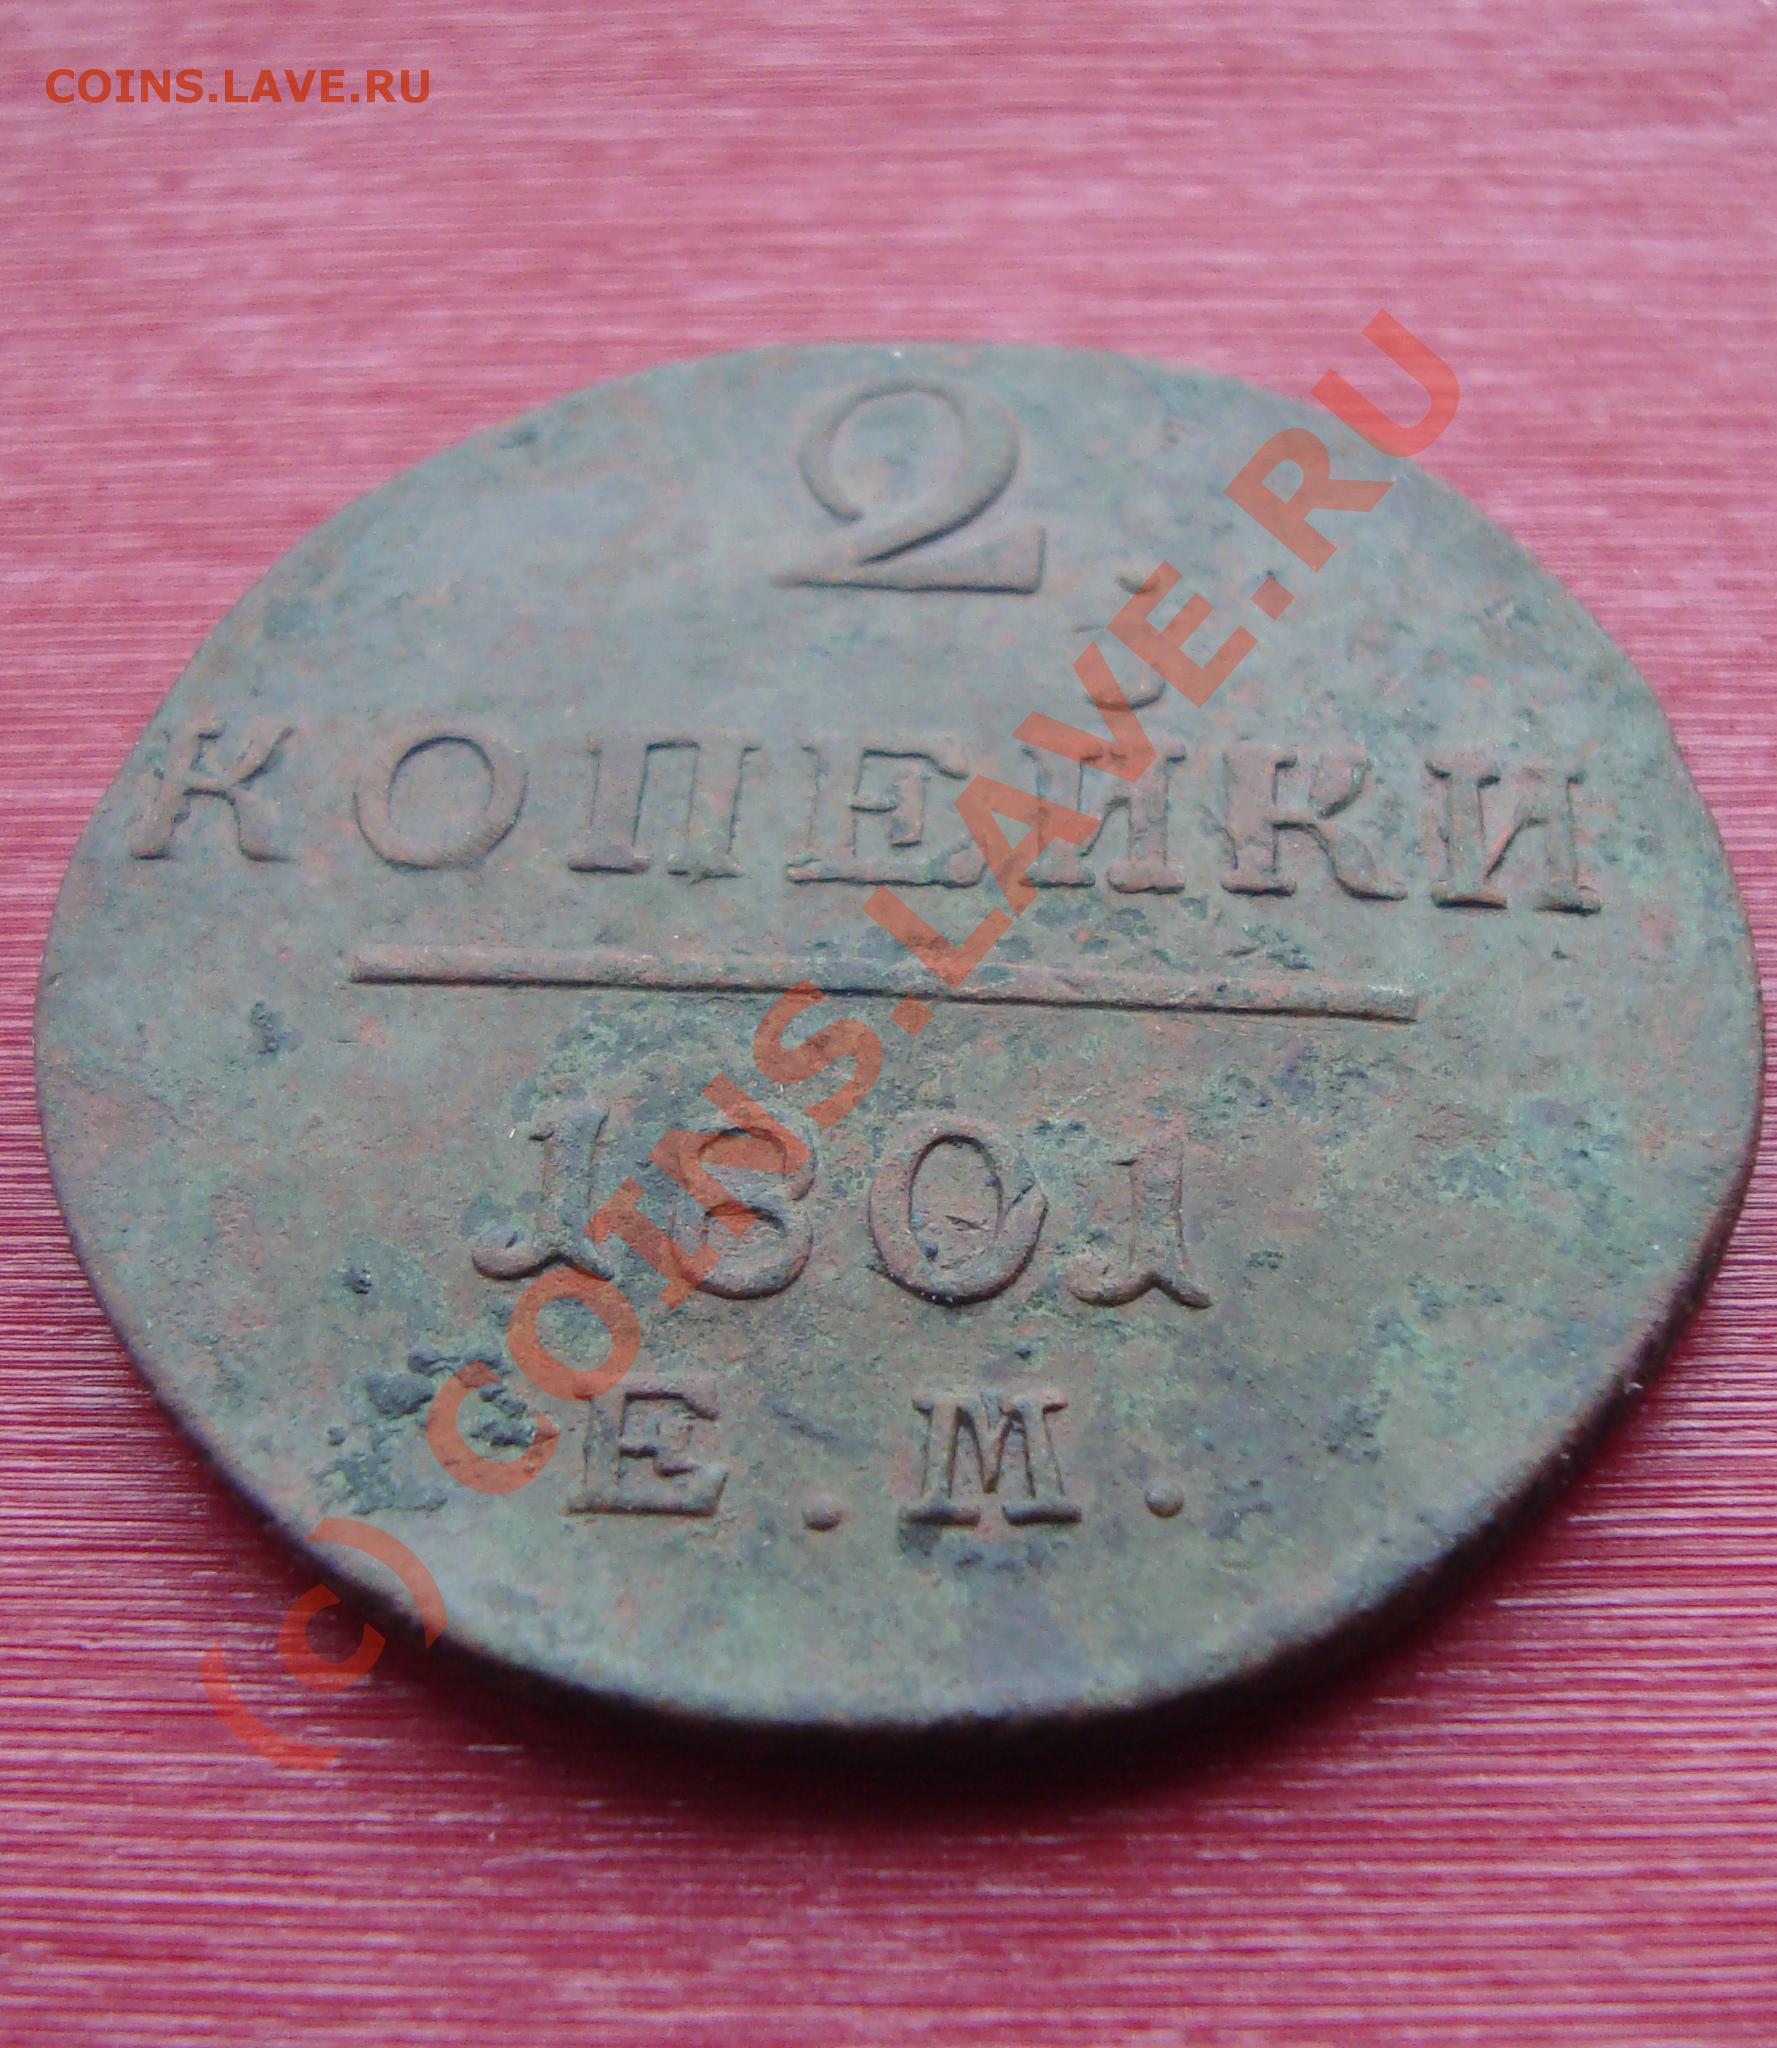 COINS.LAVE.RU
2.
КОПЕЙКИ
1801
Е.М.
(c) COINS.LAVE.RU